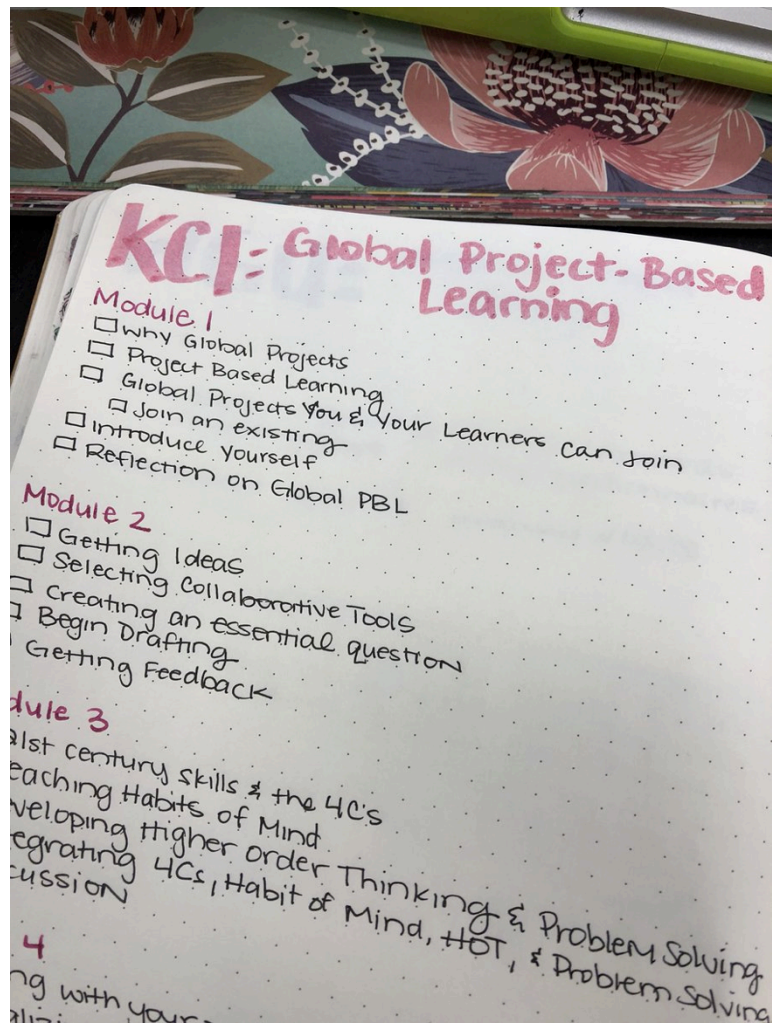 KCI: Global Project-Based
Learning
Module 1
Why Global Projects
Project Based Learning
Global Projects You & Your Learners can Join
Join an existing
Introduce yourself
Reflection on Global PBL
Module 2
Getting Ideas
Selecting Collaborative Tools
Creating an essential question
Begin Drafting
Getting Feedback
dule 3
21st century skills & the 4C's
eaching Habits of Mind
veloping Higher Order Thinking & Problem Solving
egrating 4Cs, Habit of Mind, HOT, & Problem Solving
cussion
4
ng with your